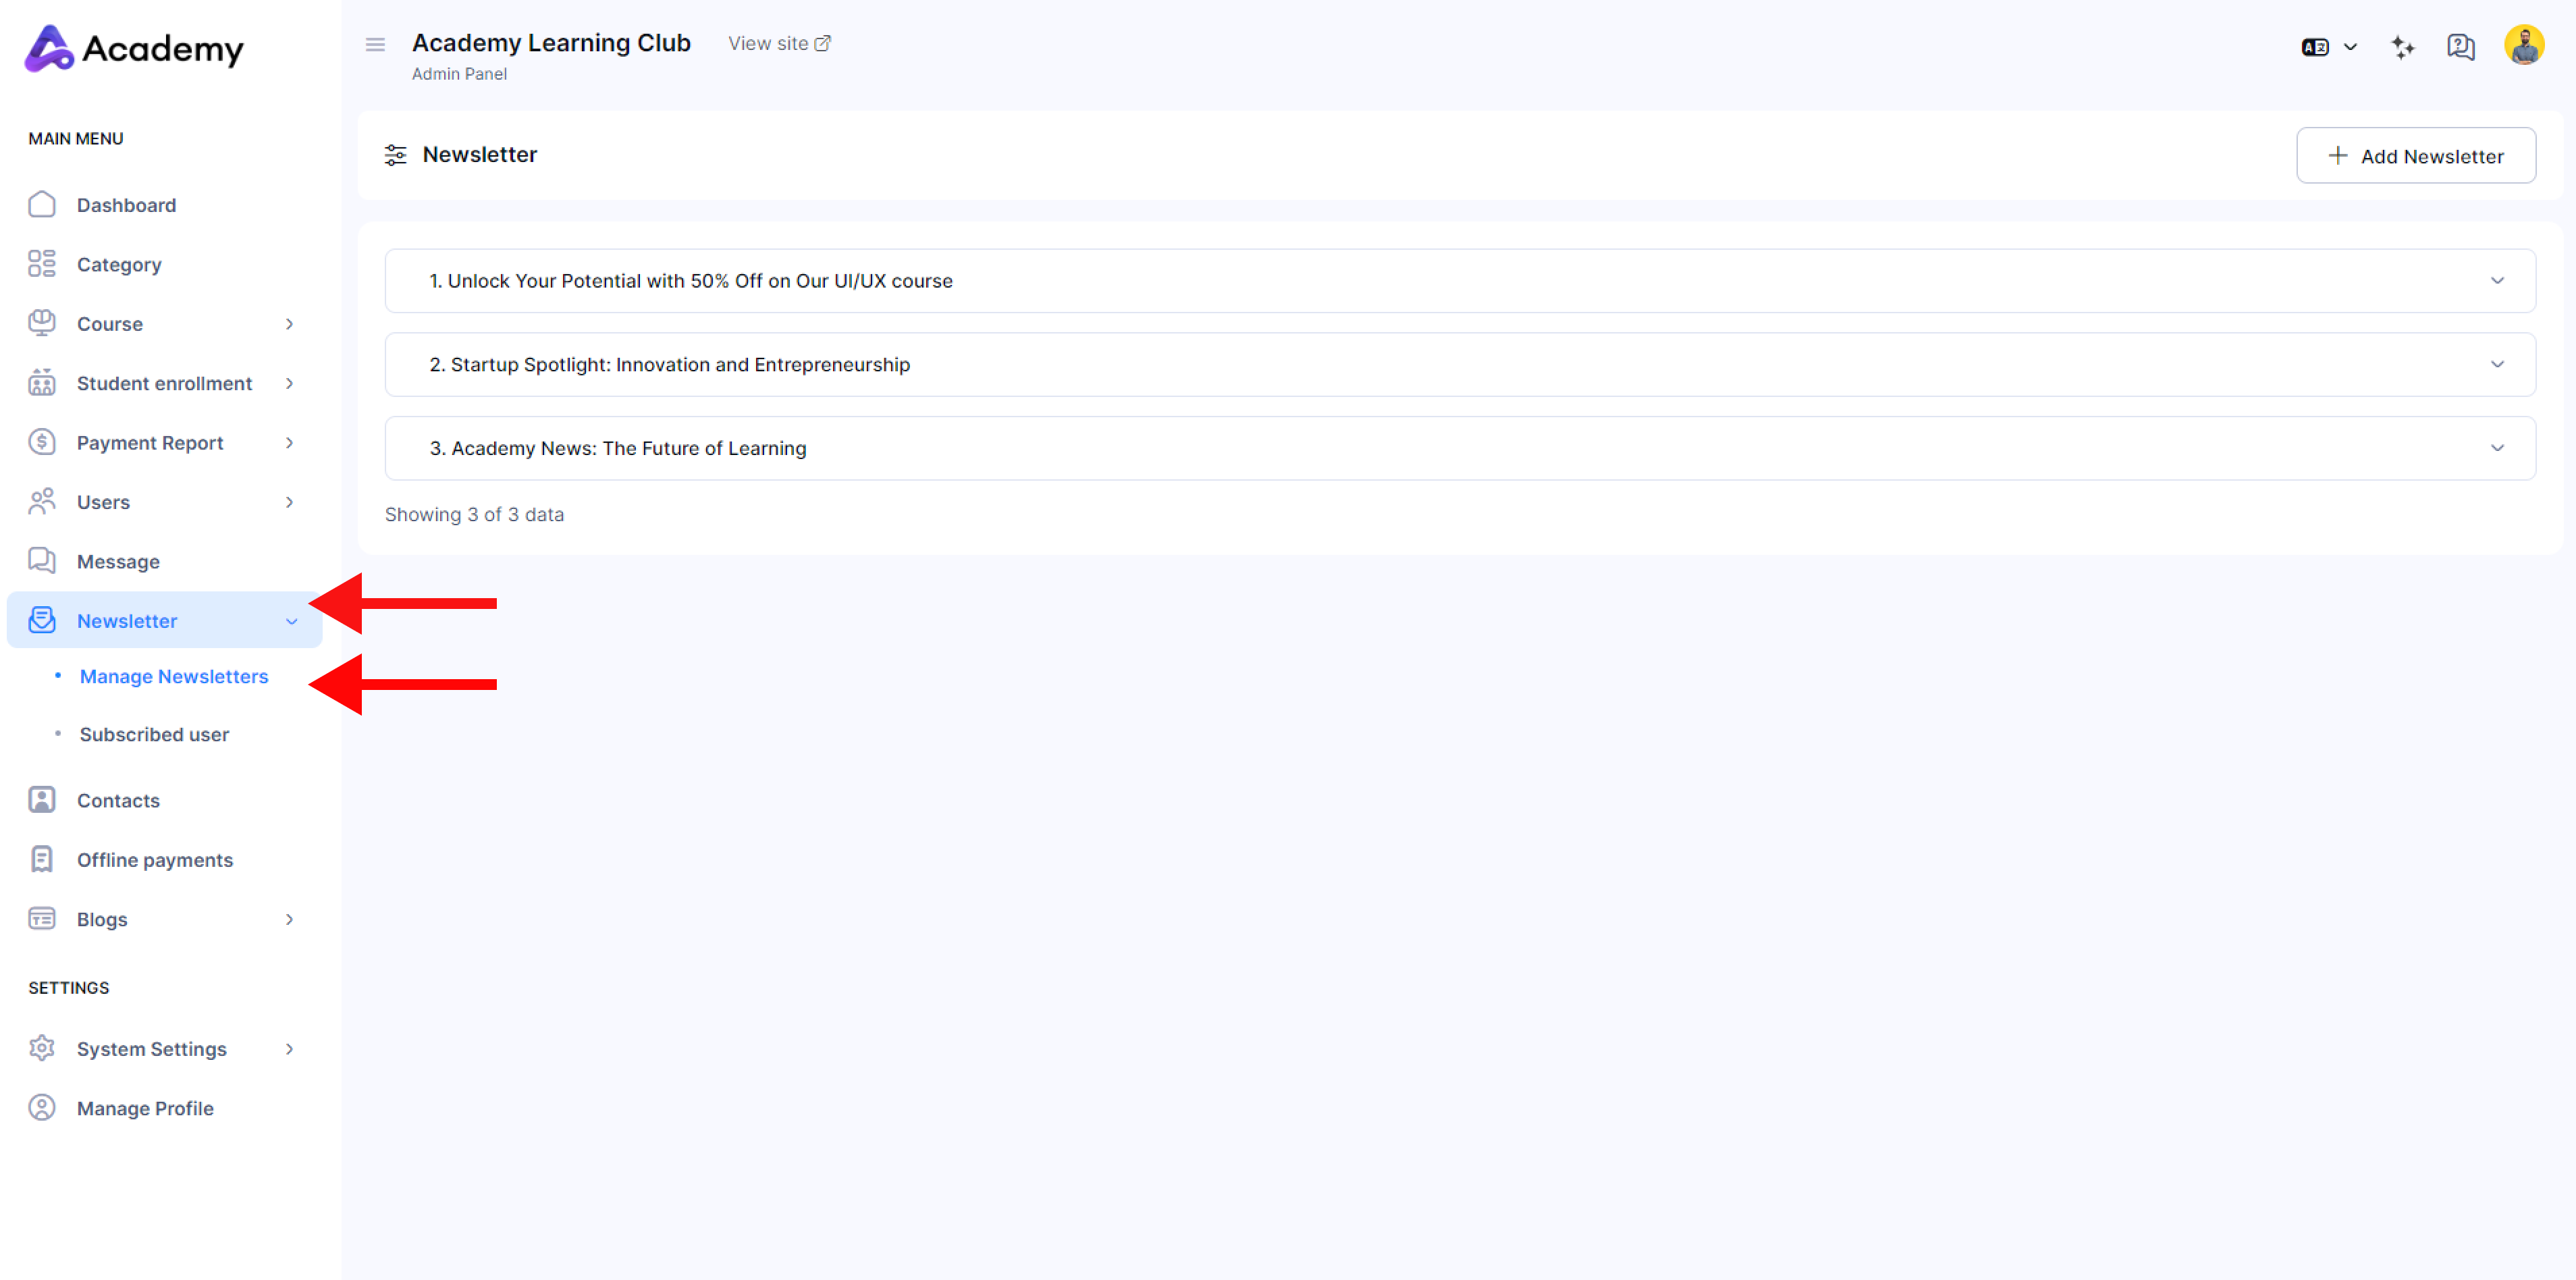 Academy
MAIN MENU
Dashboard
Category
Course
Student enrollment
Payment Report
Users
Message
Newsletter
Manage Newsletters
Subscribed user
Contacts
Offline payments
Blogs
SETTINGS
System Settings
Manage Profile
Academy Learning Club
View site
Admin Panel
Newsletter
Add Newsletter
1. Unlock Your Potential with 50% Off on Our UI/UX course
2. Startup Spotlight: Innovation and Entrepreneurship
3. Academy News: The Future of Learning
Showing 3 of 3 data